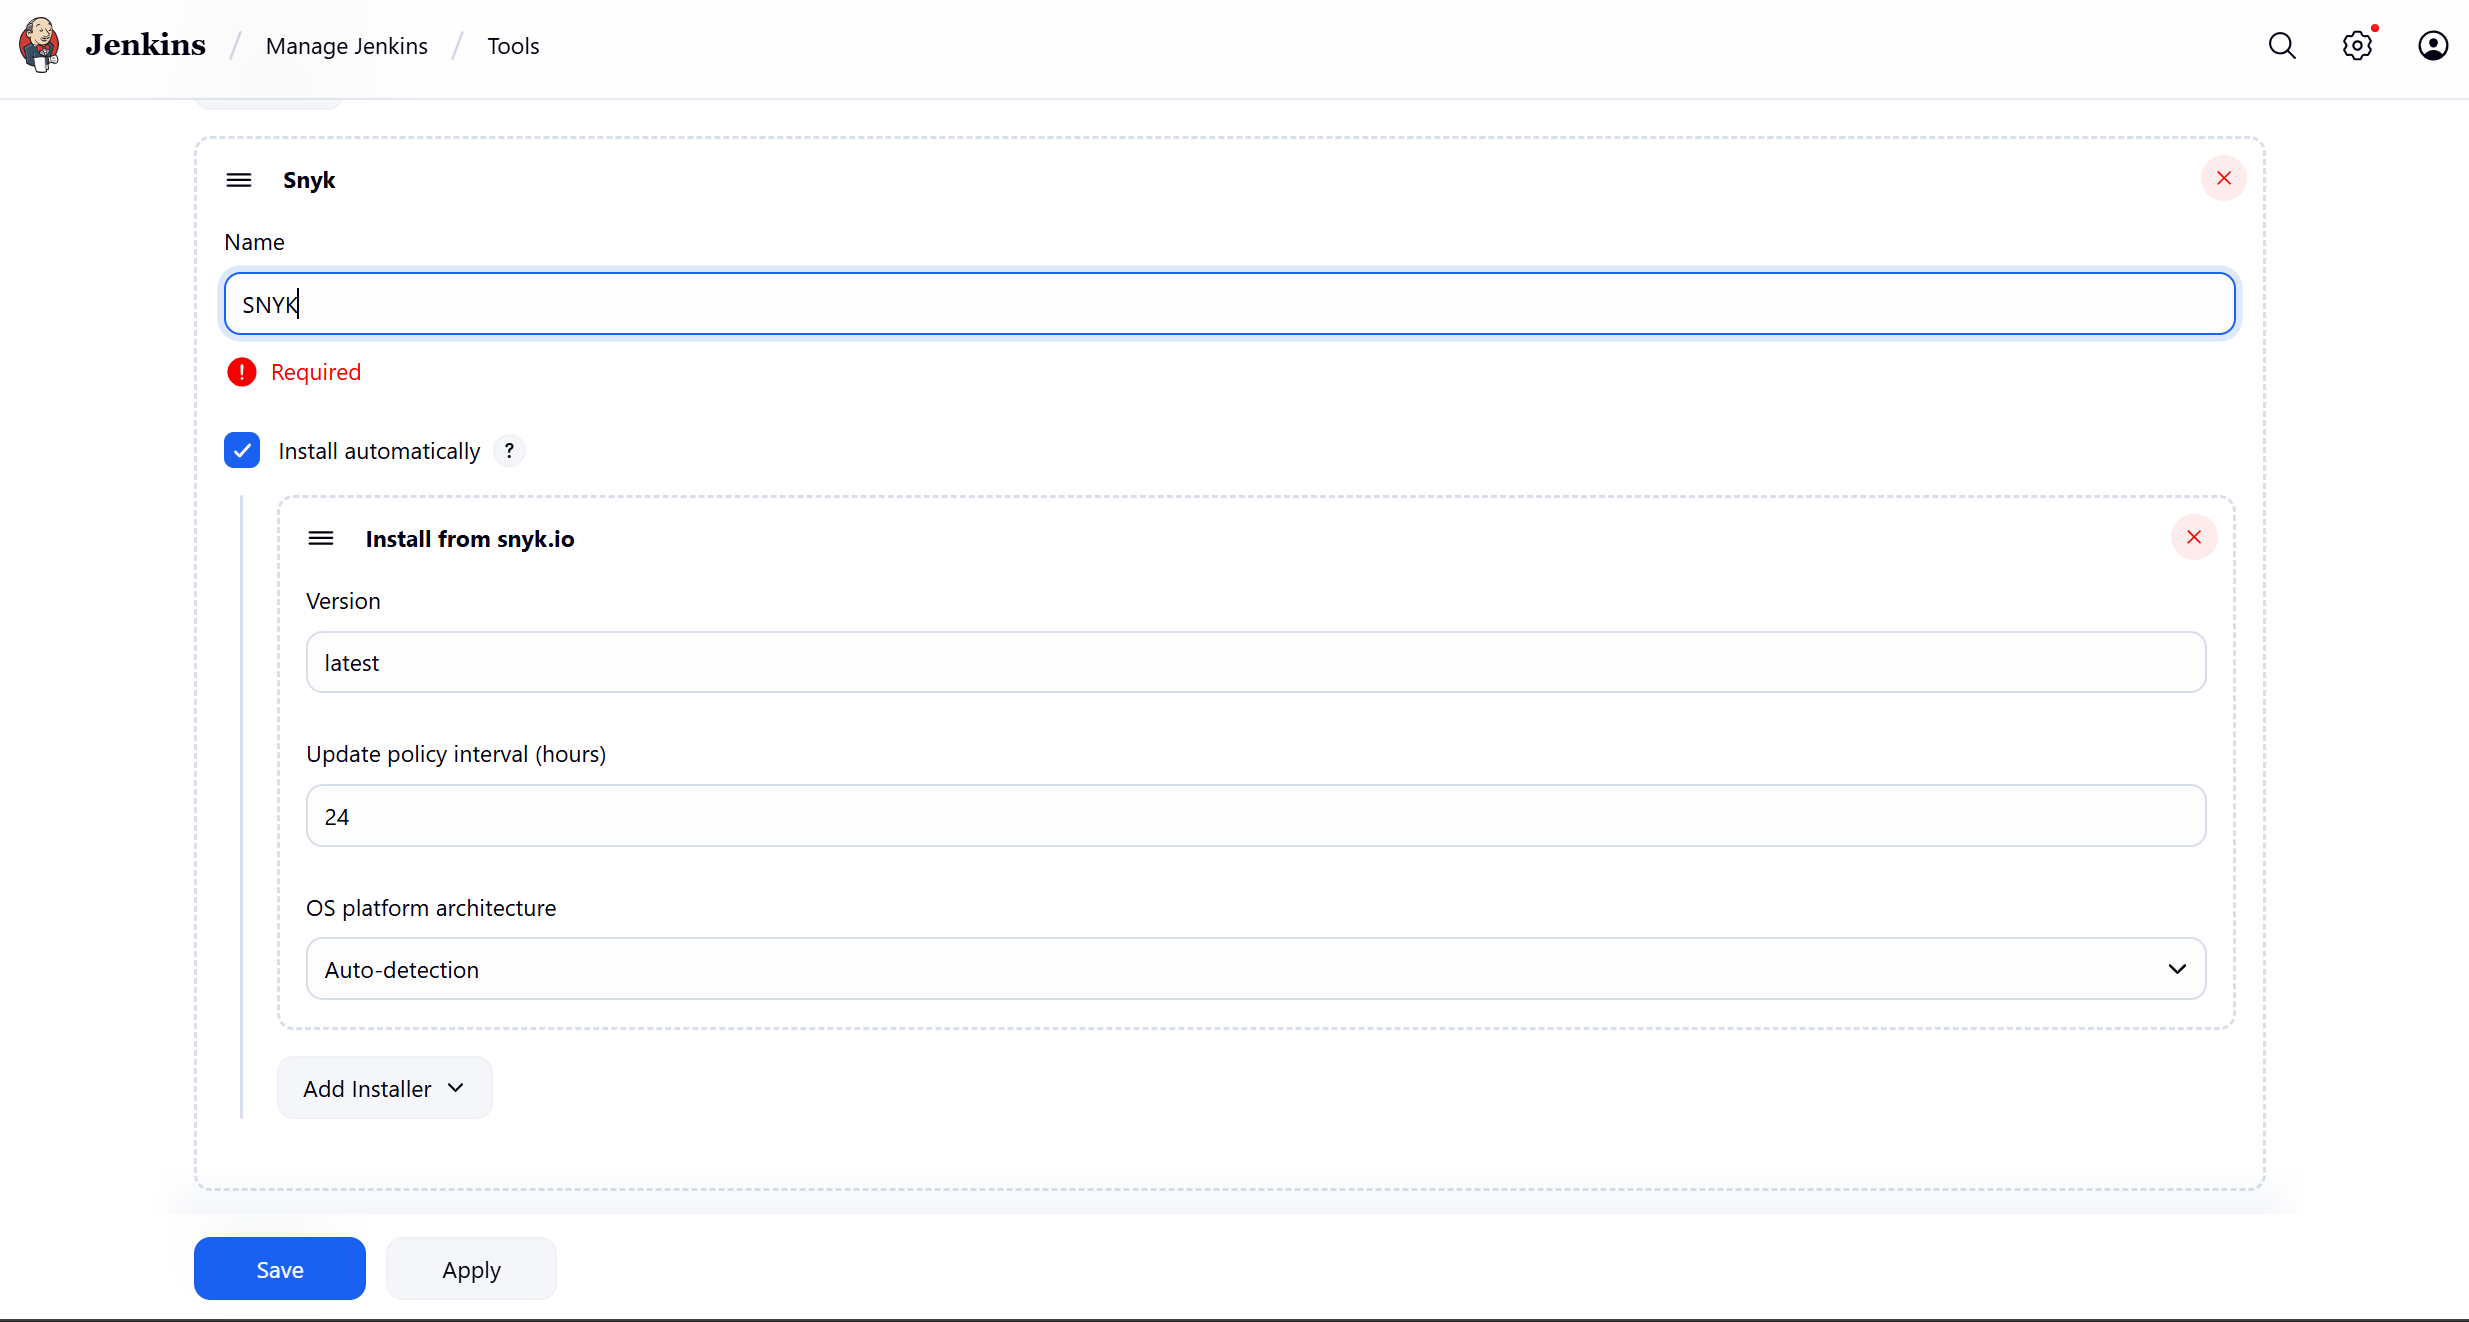 Jenkins / Manage Jenkins / Tools
Snyk
Name
SNYK
! Required
Install automatically ?
Install from snyk.io
Version
latest
Update policy interval (hours)
24
OS platform architecture
Auto-detection
Add Installer
Save Apply